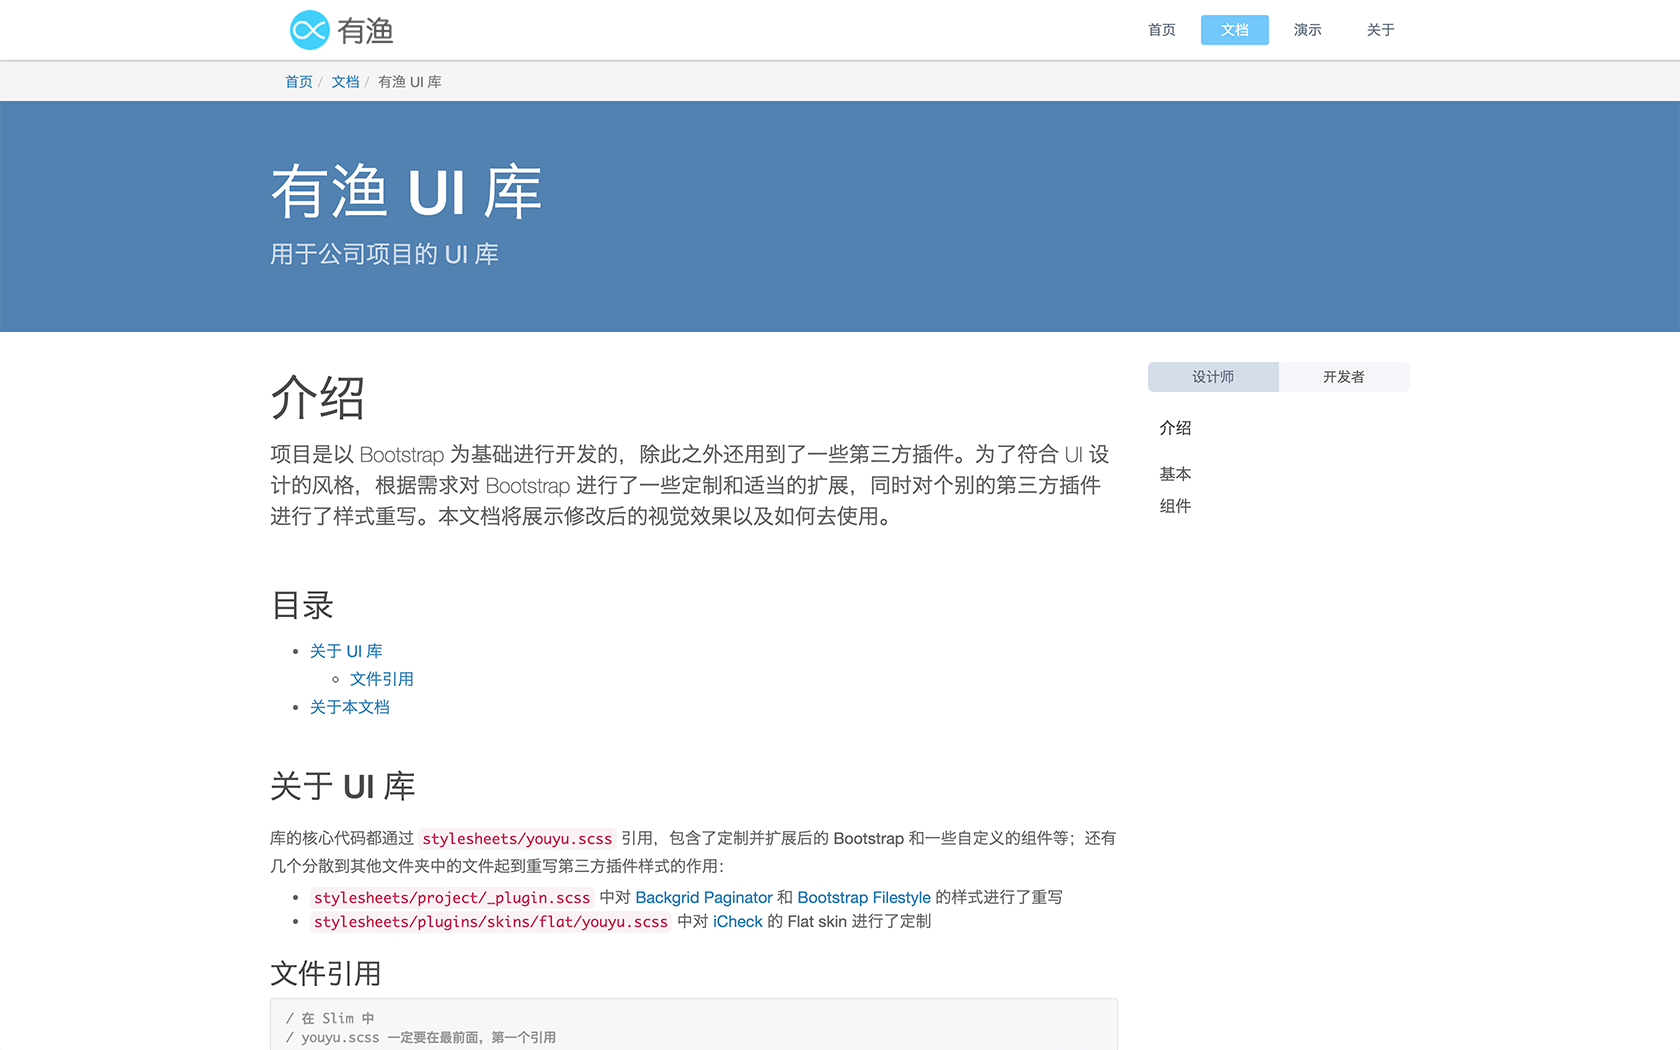 有渔
首页 文档 演示 关于
首页 / 文档 / 有渔 UI 库
有渔 UI 库
用于公司项目的 UI 库
介绍
项目是以 Bootstrap 为基础进行开发的，除此之外还用到了一些第三方插件。为了符合 UI 设
计的风格，根据需求对 Bootstrap 进行了一些定制和适当的扩展，同时对个别的第三方插件
进行了样式重写。本文档将展示修改后的视觉效果以及如何去使用。
设计师 开发者
介绍
基本
组件
目录
关于 UI 库
文件引用
关于本文档
关于 UI 库
库的核心代码都通过 stylesheets/youyu.scss 引用，包含了定制并扩展后的 Bootstrap 和一些自定义的组件等；还有
几个分散到其他文件夹中的文件起到重写第三方插件样式的作用：
stylesheets/project/_plugin.scss 中对 Backgrid Paginator 和 Bootstrap Filestyle 的样式进行了重写
stylesheets/plugins/skins/flat/youyu.scss 中对 iCheck 的 Flat skin 进行了定制
文件引用
/ 在 Slim 中
/ youyu.scss 一定要在最前面，第一个引用